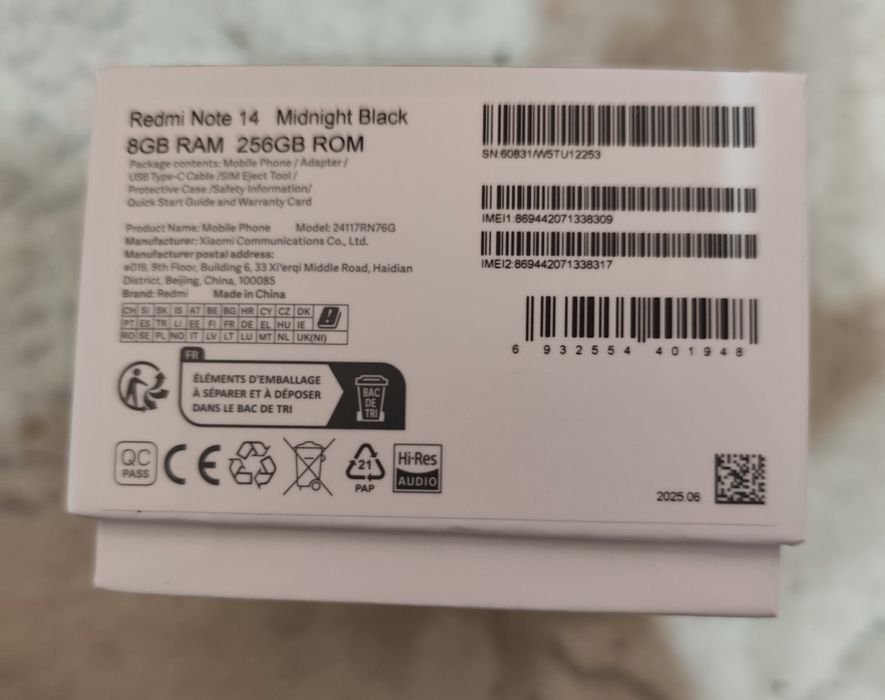 Redmi Note 14 Midnight Black
8GB RAM 256GB ROM
Package contents: Mobile Phone / Adapter /
USB Type-C Cable /SIM Eject Tool /
Protective Case /Safety Information/
Quick Start Guide and Warranty Card
Product Name: Mobile Phone Model: 24117RN76G
Manufacturer: Xiaomi Communications Co., Ltd.
Manufacturer postal address:
#019, 9th Floor, Building 6, 33 Xi'erqi Middle Road, Haidian
District, Beijing, China, 100085
Brand: Redmi Made in China
CH SI SK IS AT BE BG HR CY CZ DK
PT ES TR LI EE FI FR DE EL HU IE
RO SE PL NO IT LV LT LU MT NL UK(NI)
FR
ÉLÉMENTS D'EMBALLAGE
À SÉPARER ET À DÉPOSER
DANS LE BAC DE TRI
BAC
DE
TRI
QC
PASS
CE
21
PAP
Hi-Res
AUDIO
SN:60831/W5TU12253
IMEI1:869442071338309
IMEI2:869442071338317
6 932554 401948
2025.06